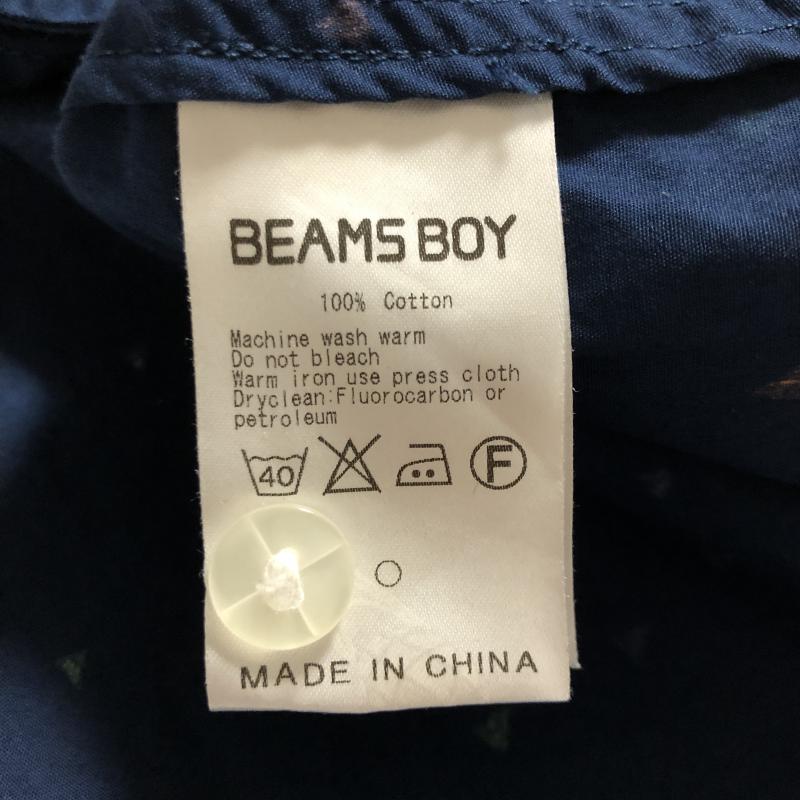 BEAMS BOY
100% Cotton
Machine wash warm
Do not bleach
Warm iron use press cloth
Dryclean:Fluorocarbon or
petroleum
40
F
MADE IN CHINA